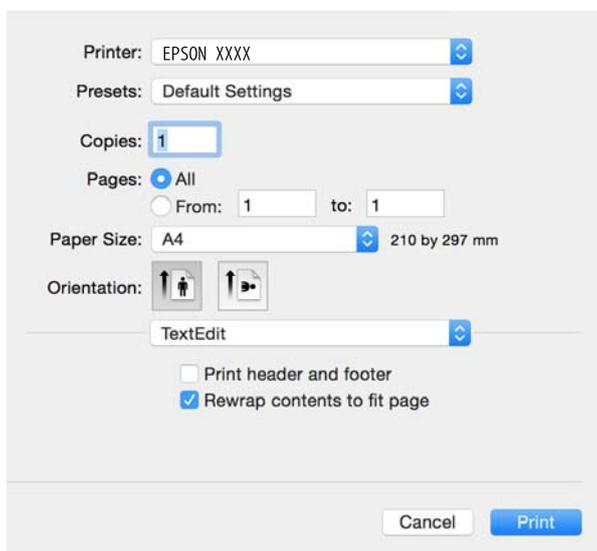 Printer: EPSON XXXX
Presets: Default Settings
Copies: 1
Pages: All
From: 1 to: 1
Paper Size: A4 210 by 297 mm
Orientation:
TextEdit
Print header and footer
Rewrap contents to fit page
Cancel Print